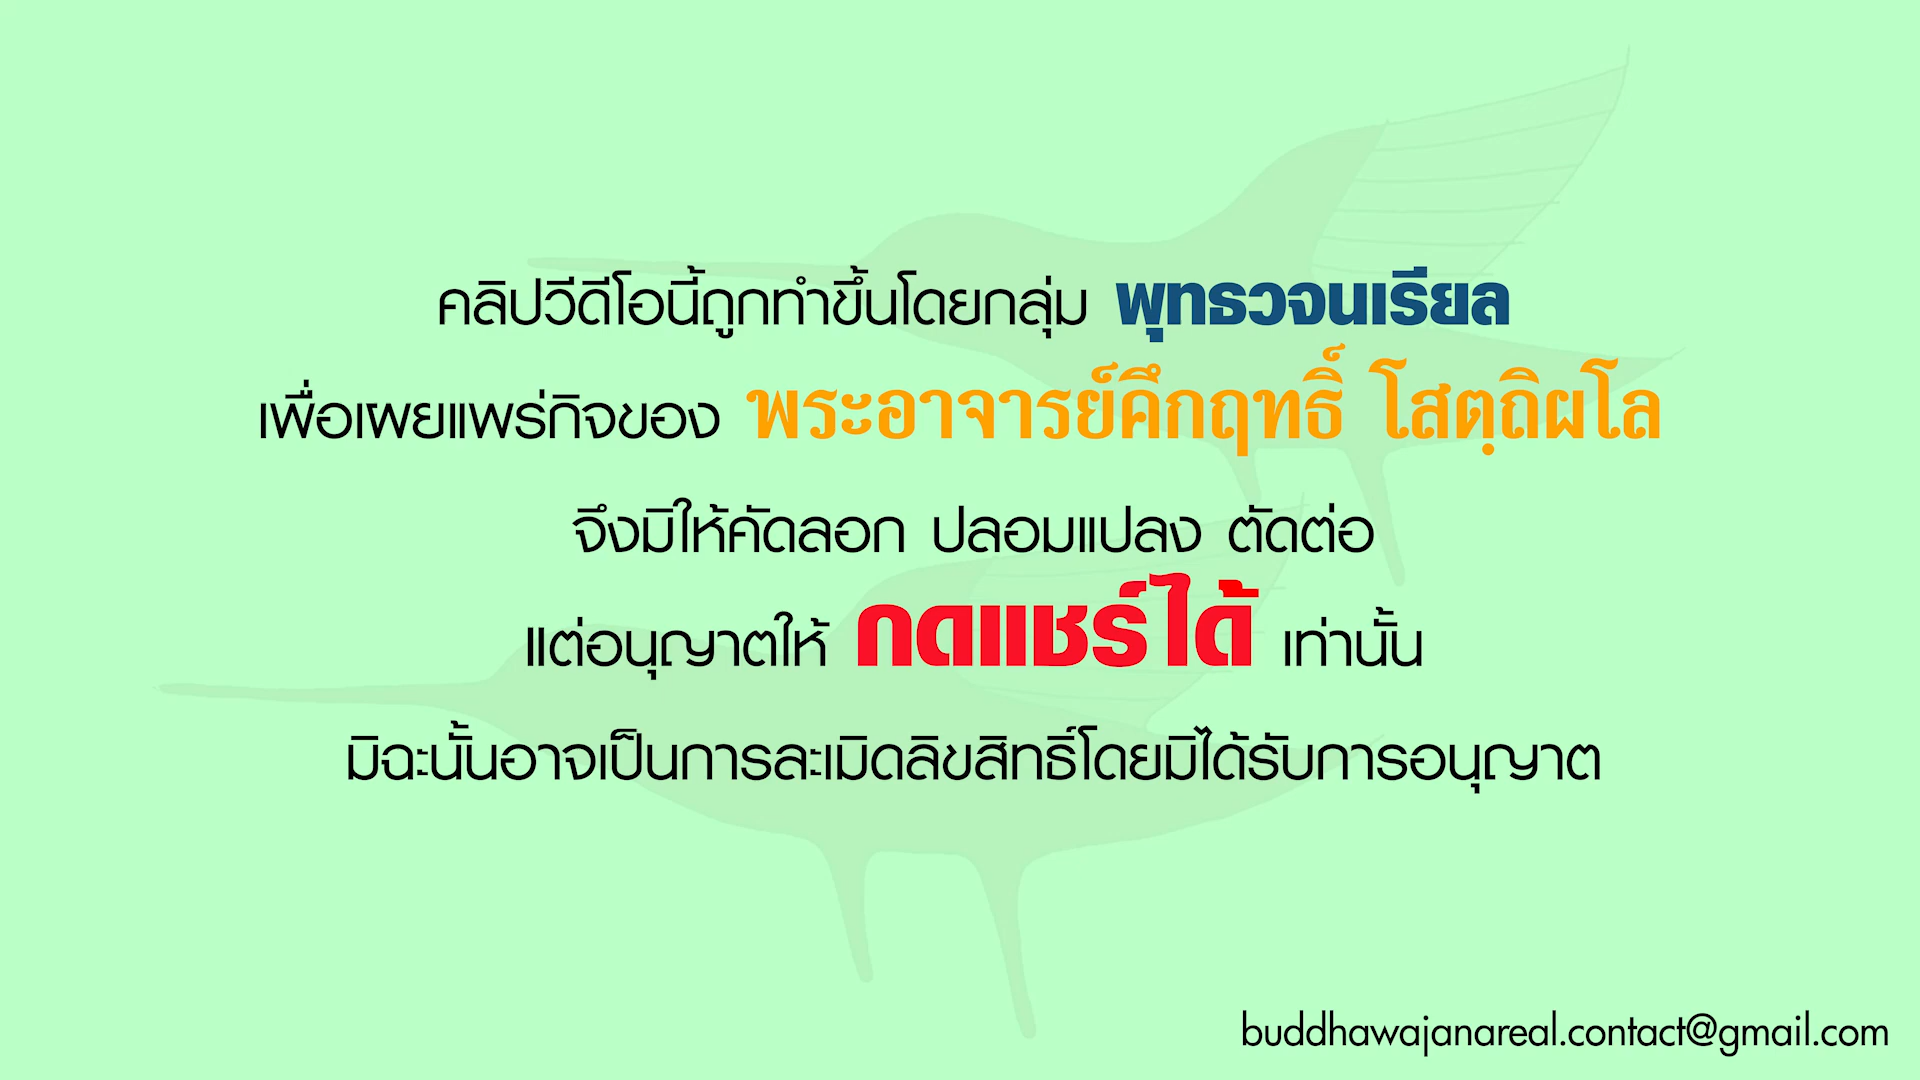 คลิปวีดีโอนี้ถูกทำขึ้นโดยกลุ่ม พุทธวจนเรียล
เพื่อเผยแพร่กิจของ พระอาจารย์คึกฤทธิ์ โสตฺถิผโล
จึงมิให้คัดลอก ปลอมแปลง ตัดต่อ
แต่อนุญาตให้ กดแชร์ได้ เท่านั้น
มิฉะนั้นอาจเป็นการละเมิดลิขสิทธิ์โดยมิได้รับการอนุญาต
buddhawajanareal.contact@gmail.com